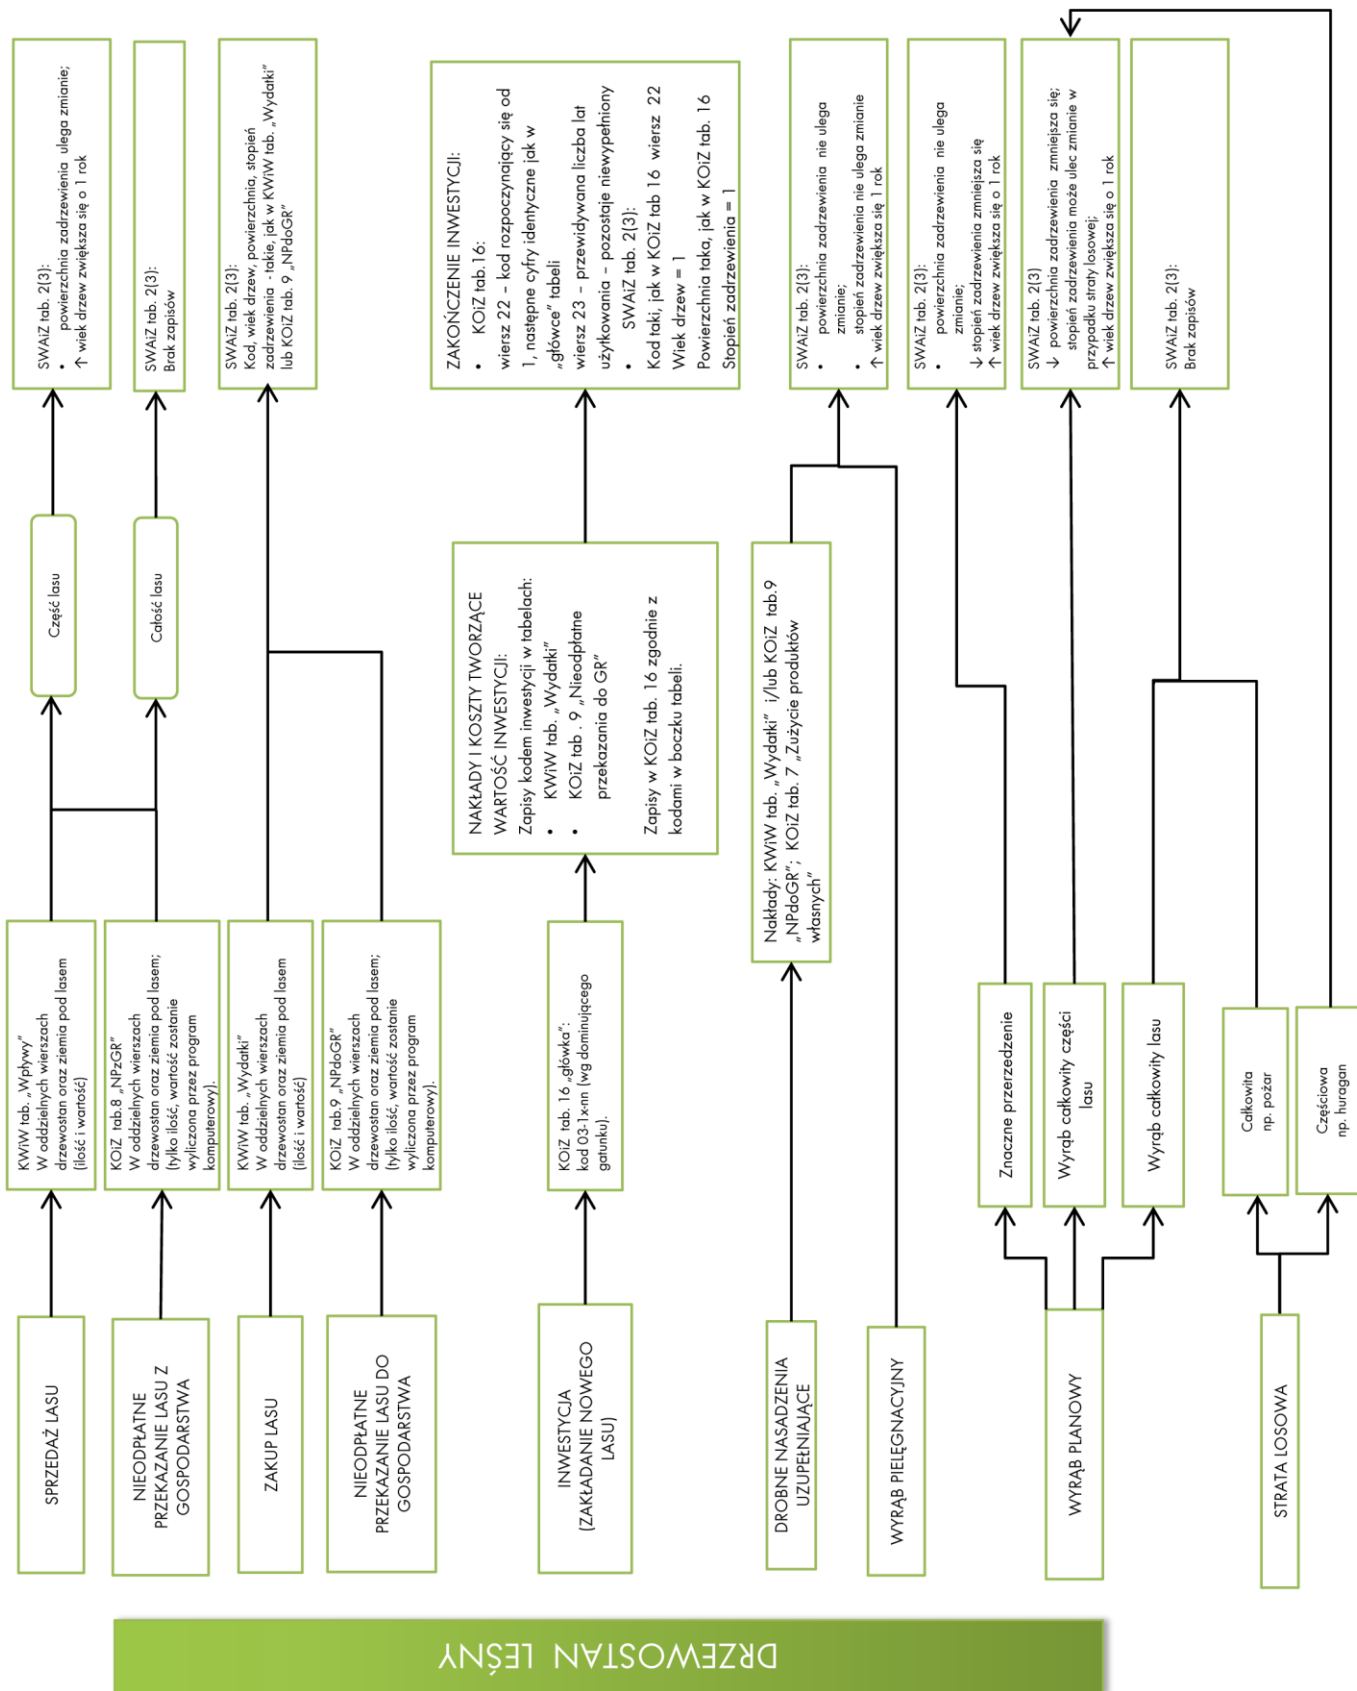 DRZEWOSTAN LEŚNY
SPRZEDAŻ LASU
KWiW tab. „Wpływy”
W oddzielnych wierszach
drzewostan oraz ziemia pod lasem
(ilość i wartość)
Część lasu
SWAiZ tab. 2(3):
• powierzchnia zadrzewienia ulega zmianie;
↑ wiek drzew zwiększa się o 1 rok
NIEODPŁATNE
PRZEKAZANIE LASU Z
GOSPODARSTWA
KOiZ tab.8 „NPzGR”
W oddzielnych wierszach
drzewostan oraz ziemia pod lasem;
(tylko ilość, wartość zostanie
wyliczona przez program
komputerowy).
Całość lasu
SWAiZ tab. 2(3):
Brak zapisów
ZAKUP LASU
KWiW tab. „Wydatki”
W oddzielnych wierszach
drzewostan oraz ziemia pod lasem
(ilość i wartość)
SWAiZ tab. 2(3):
Kod, wiek drzew, powierzchnia, stopień
zadrzewienia - takie, jak w KWiW tab. „Wydatki”
lub KOiZ tab. 9 „NPdoGR”
NIEODPŁATNE
PRZEKAZANIE LASU DO
GOSPODARSTWA
KOiZ tab.9 „NPdoGR”
W oddzielnych wierszach
drzewostan oraz ziemia pod lasem;
(tylko ilość, wartość zostanie
wyliczona przez program
komputerowy).
INWESTYCJA
(ZAKŁADANIE NOWEGO
LASU)
KOiZ tab. 16 „główka”:
kod 03-1x-nn (wg dominującego
gatunku).
NAKŁADY I KOSZTY TWORZĄCE
WARTOŚĆ INWESTYCJI:
Zapisy kodem inwestycji w tabelach:
• KWiW tab. „Wydatki”
• KOiZ tab . 9 „Nieodpłatne
przekazania do GR”
Zapisy w KOiZ tab. 16 zgodnie z
kodami w boczku tabeli.
ZAKOŃCZENIE INWESTYCJI:
• KOiZ tab.16:
wiersz 22 – kod rozpoczynający się od
1, następne cyfry identyczne jak w
„główce” tabeli
wiersz 23 – przewidywana liczba lat
użytkowania – pozostaje niewypełniony
• SWAiZ tab. 2(3):
Kod taki, jak w KOiZ tab 16 wiersz 22
Wiek drzew = 1
Powierzchnia taka, jak w KOiZ tab. 16
Stopień zadrzewienia = 1
DROBNE NASADZENIA
UZUPEŁNIAJĄCE
Nakłady: KWiW tab. „Wydatki” i/lub KOiZ tab.9
„NPdoGR”; KOiZ tab. 7 „Zużycie produktów
własnych”
SWAiZ tab. 2(3):
• powierzchnia zadrzewienia nie ulega
zmianie;
• stopień zadrzewienia nie ulega zmianie
↑ wiek drzew zwiększa się 1 rok
WYRĄB PIELĘGNACYJNY
WYRĄB PLANOWY
Znaczne przerzedzenie
SWAiZ tab. 2(3):
• powierzchnia zadrzewienia nie ulega
zmianie;
↓ stopień zadrzewienia zmniejsza się
↑ wiek drzew zwiększa się o 1 rok
Wyrąb całkowity części
lasu
SWAiZ tab. 2(3)
↓ powierzchnia zadrzewienia zmniejsza się;
stopień zadrzewienia może ulec zmianie w
przypadku straty losowej;
↑ wiek drzew zwiększa się o 1 rok
Wyrąb całkowity lasu
SWAiZ tab. 2(3):
Brak zapisów
STRATA LOSOWA
Całkowita
np. pożar
Częściowa
np. huragan